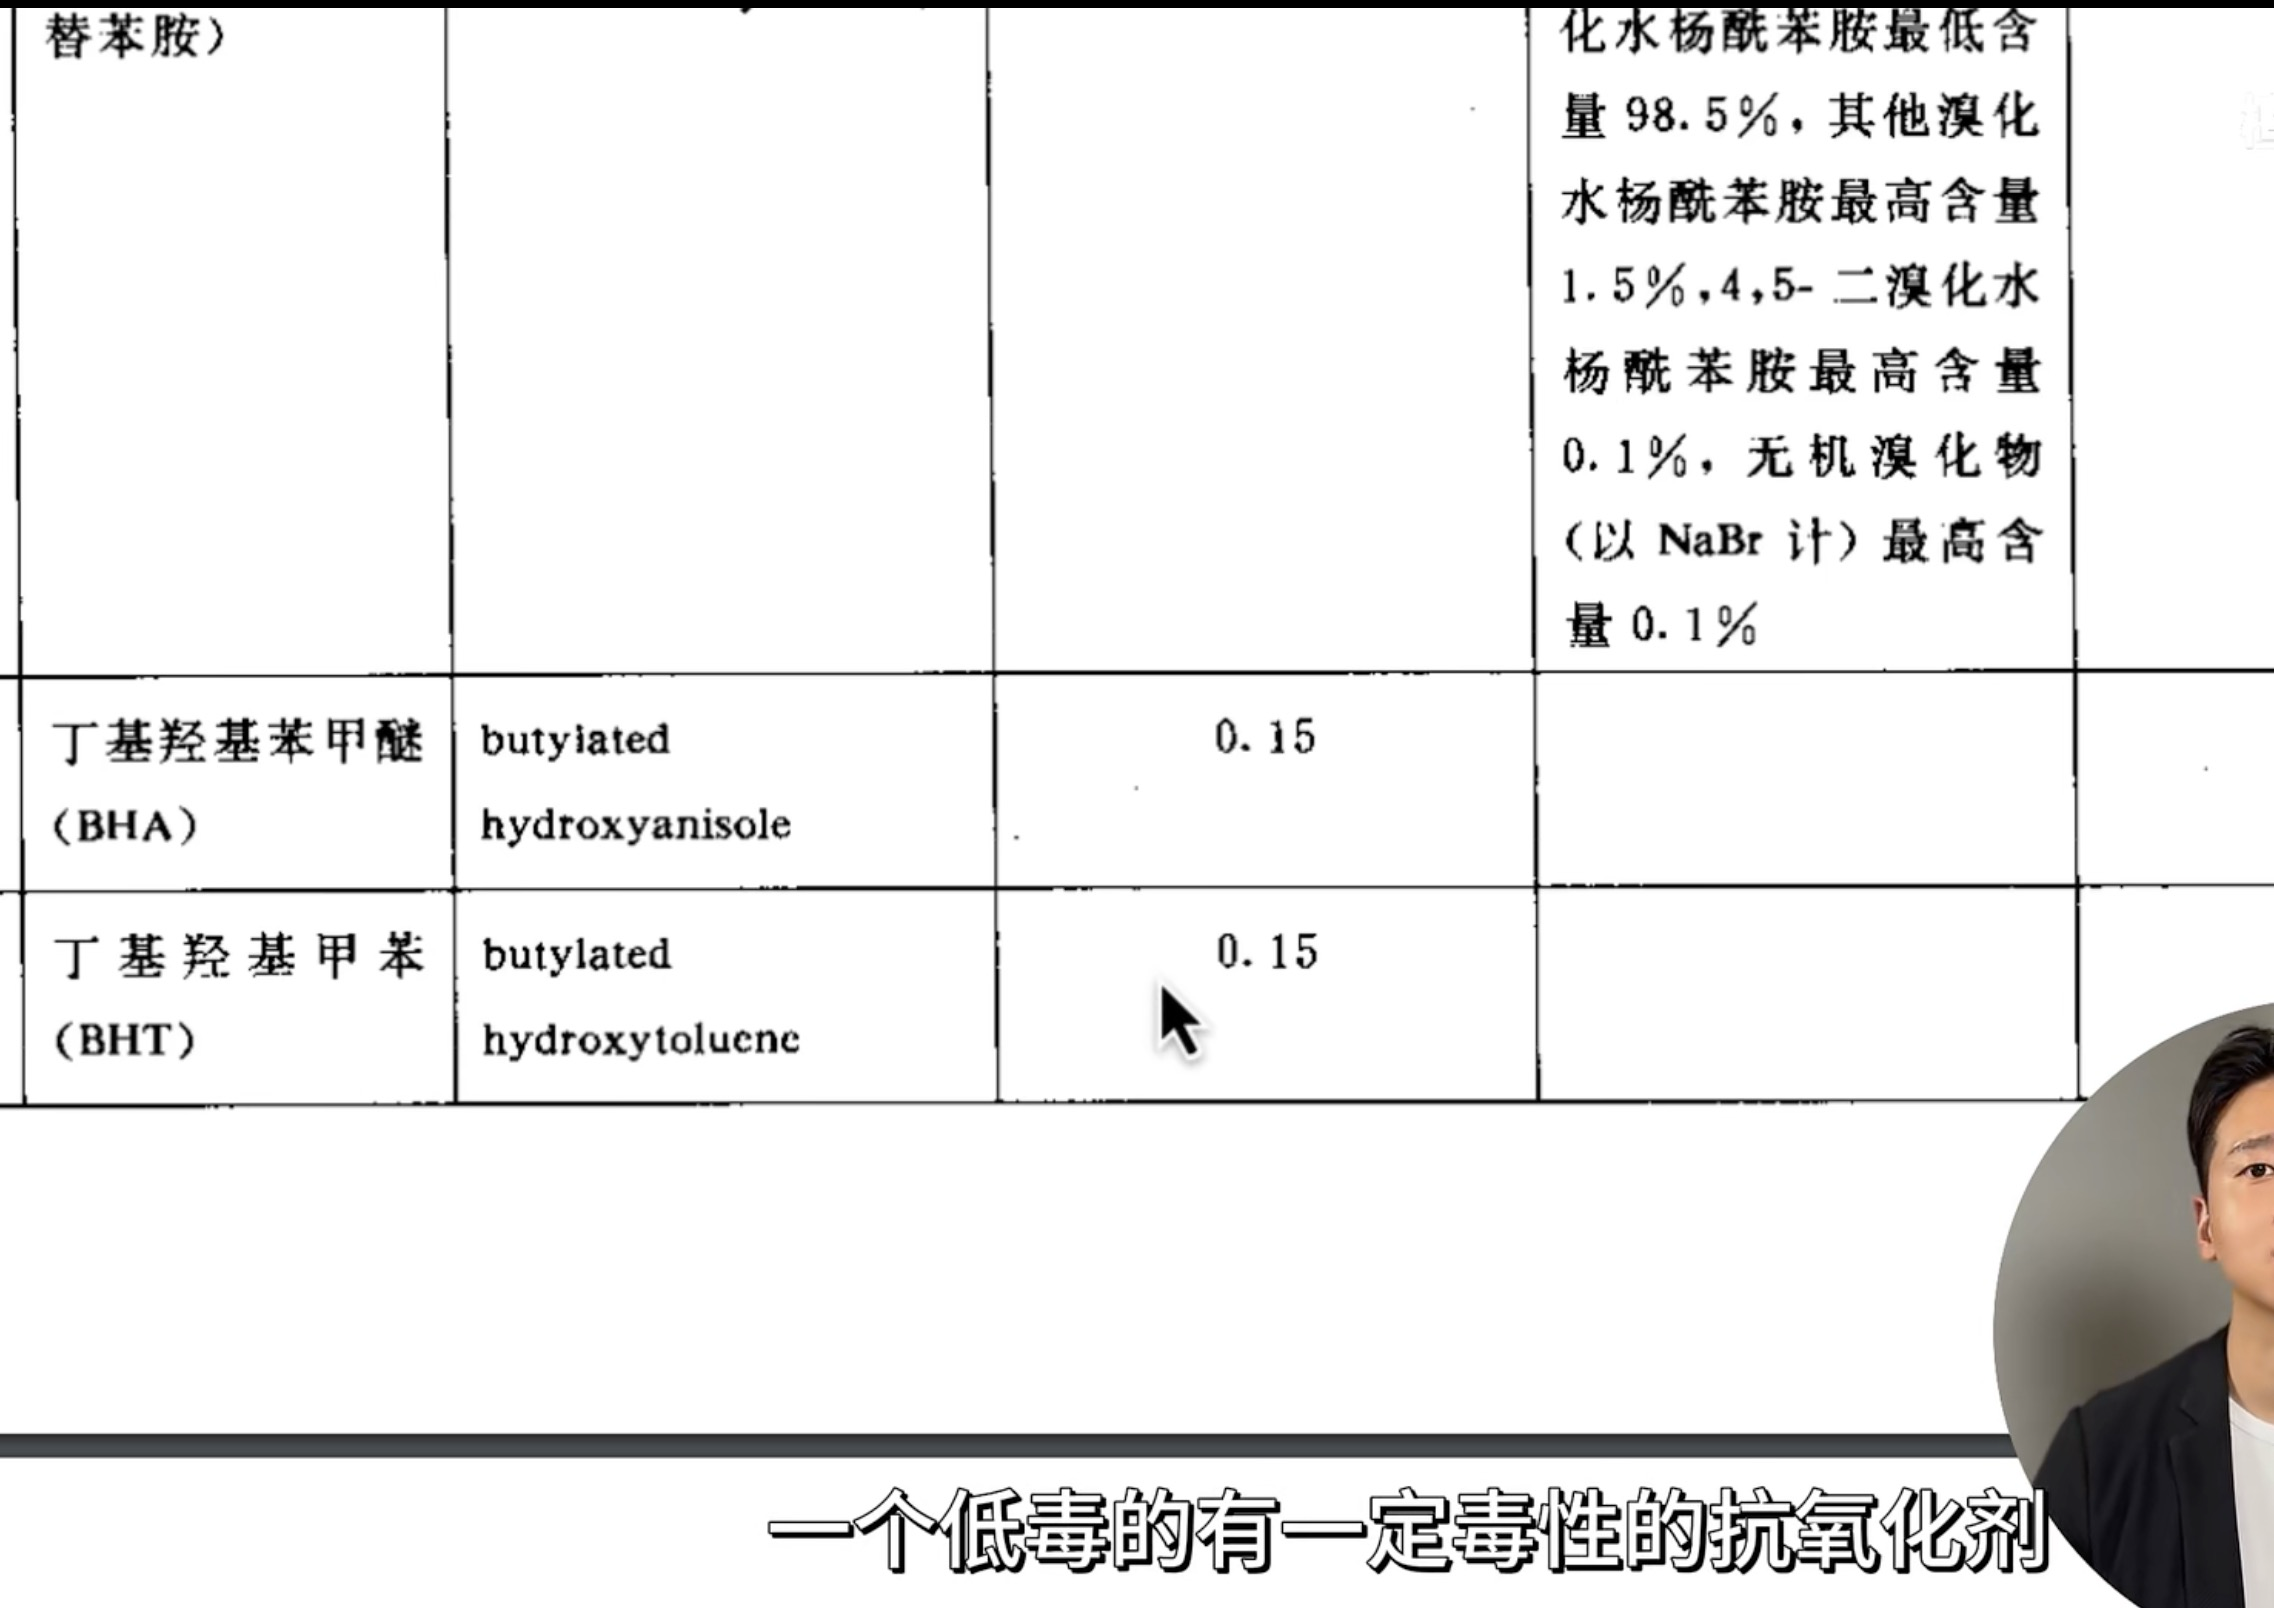 替苯胺)
化水杨酰苯胺最低含
量 98.5%,其他溴化
水杨酰苯胺最高含量
1.5%,4,5-二溴化水
杨酰苯胺最高含量
0.1%,无机溴化物
(以 NaBr 计)最高含
量 0.1%
丁基羟基苯甲醚
(BHA)
butylated
hydroxyanisole
0.15
丁基羟基甲苯
(BHT)
butylated
hydroxytoluene
0.15
一个低毒的有一定毒性的抗氧化剂